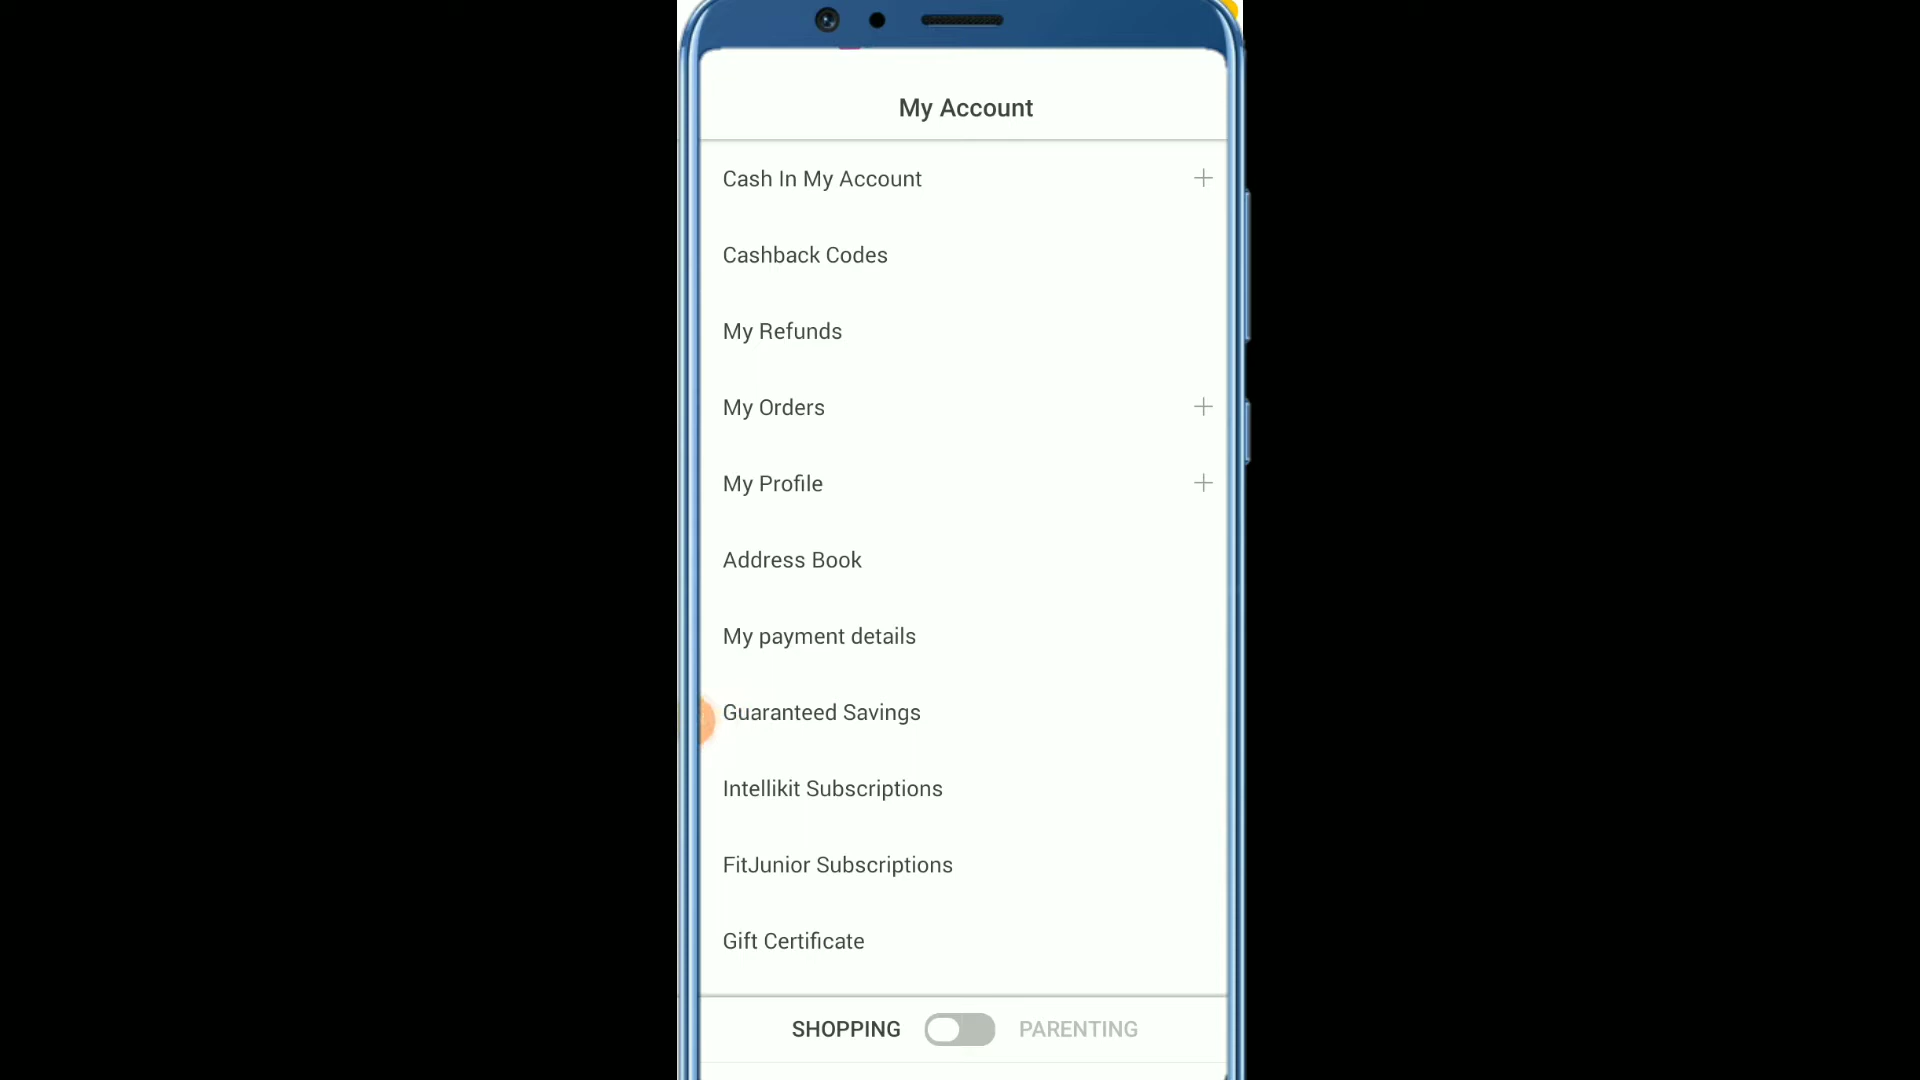 My Account
Cash In My Account
Cashback Codes
My Refunds
My Orders
My Profile
Address Book
My payment details
Guaranteed Savings
Intellikit Subscriptions
FitJunior Subscriptions
Gift Certificate
SHOPPING PARENTING